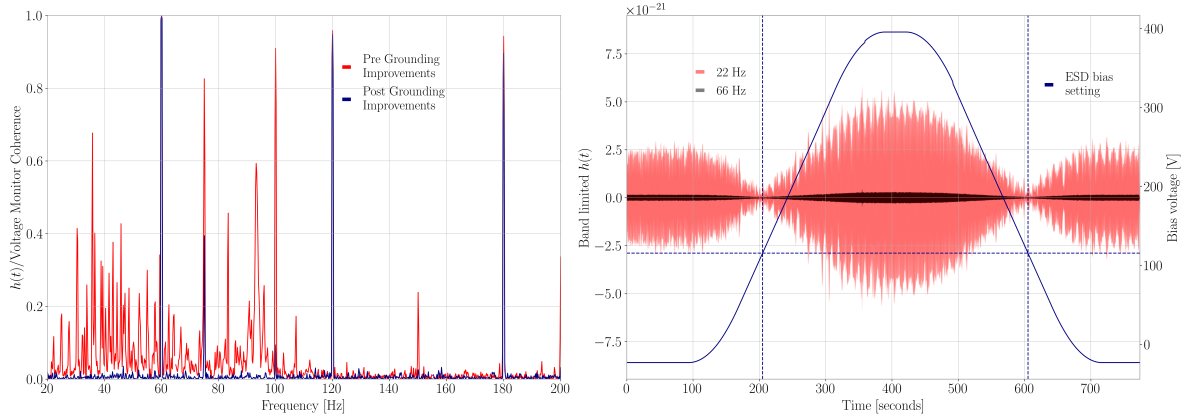 1.0
0.8
0.6
0.4
0.2
0.0
h(t)/Voltage Monitor Coherence
Pre Grounding
Improvements
Post Grounding
Improvements
20
40
60
80
100
120
140
160
180
200
Frequency [Hz]
×10⁻²¹
7.5
5.0
2.5
0.0
−2.5
−5.0
−7.5
Band limited h(t)
22 Hz
66 Hz
ESD bias
setting
400
300
200
100
0
Bias voltage [V]
0
100
200
300
400
500
600
700
Time [seconds]